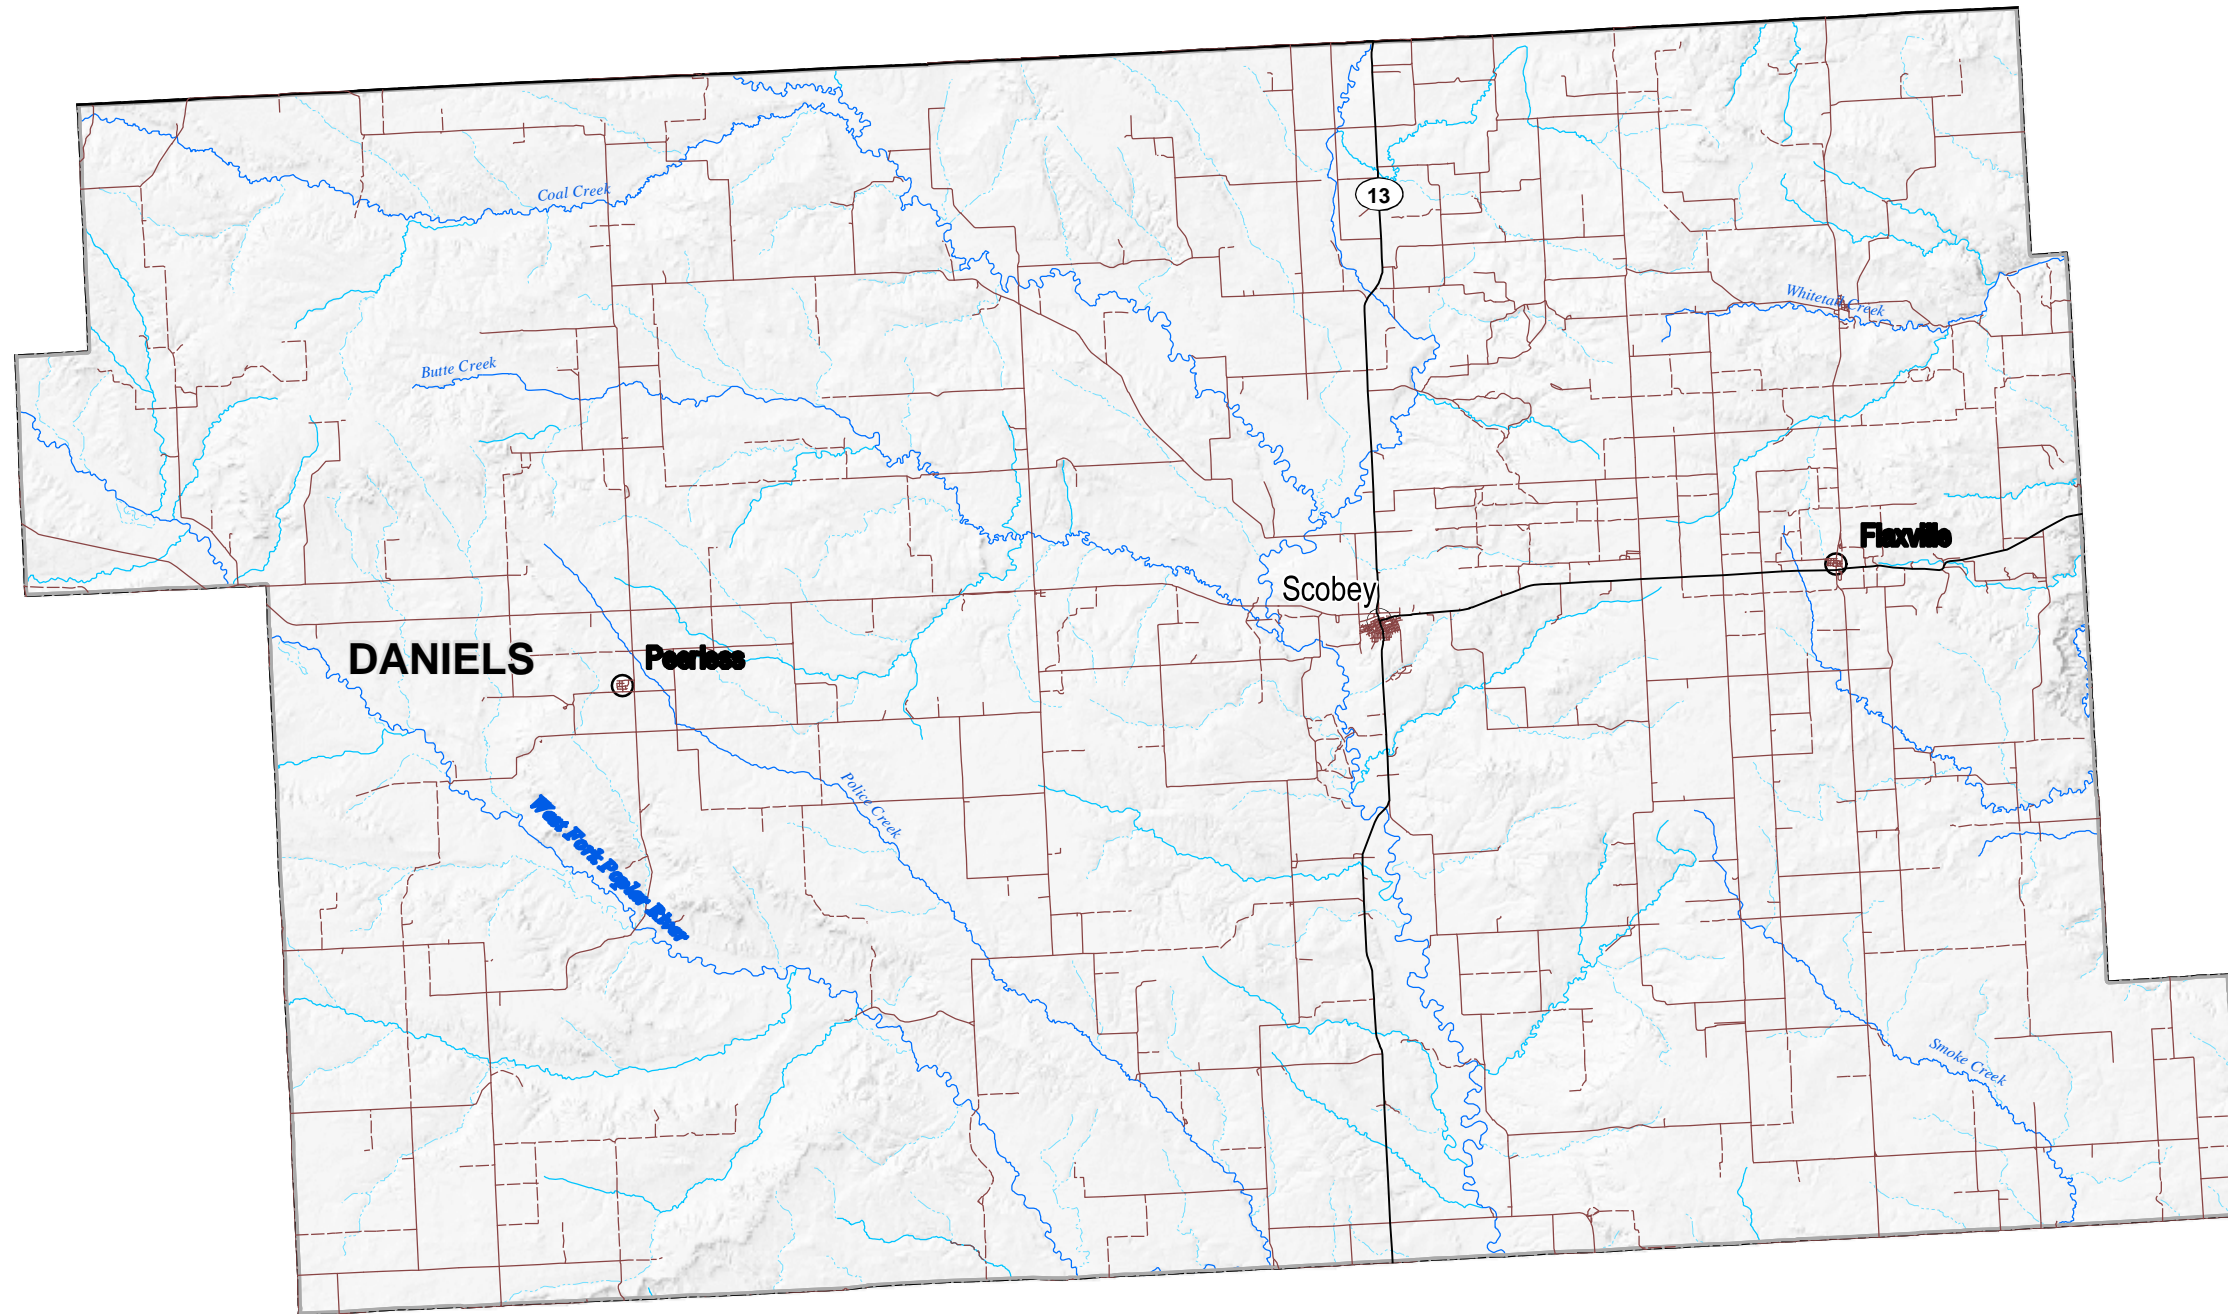 Coal Creek
13
Whitetail Creek
Butte Creek
Flaxville
Scobey
DANIELS
Peerless
Police Creek
West Fork Poplar River
Smoke Creek